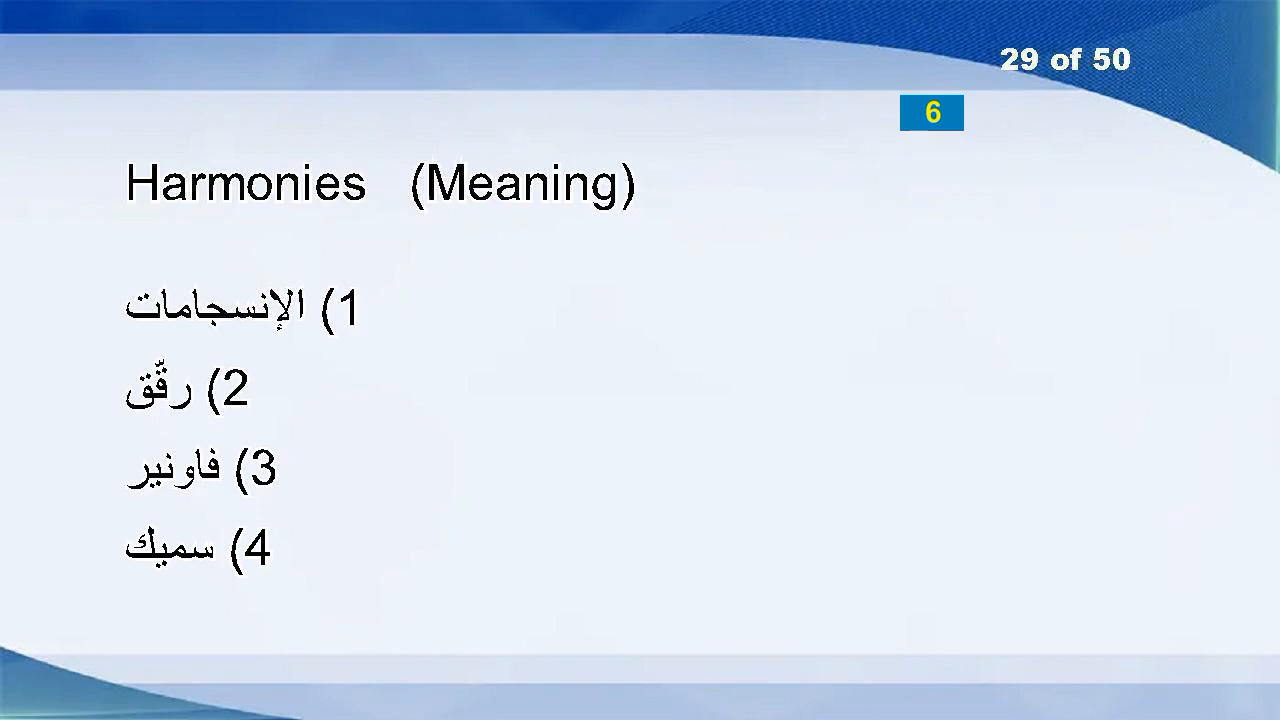 29 of 50
6
Harmonies (Meaning)
1) الإنسجامات
2) رقّق
3) فاونير
4) سميك